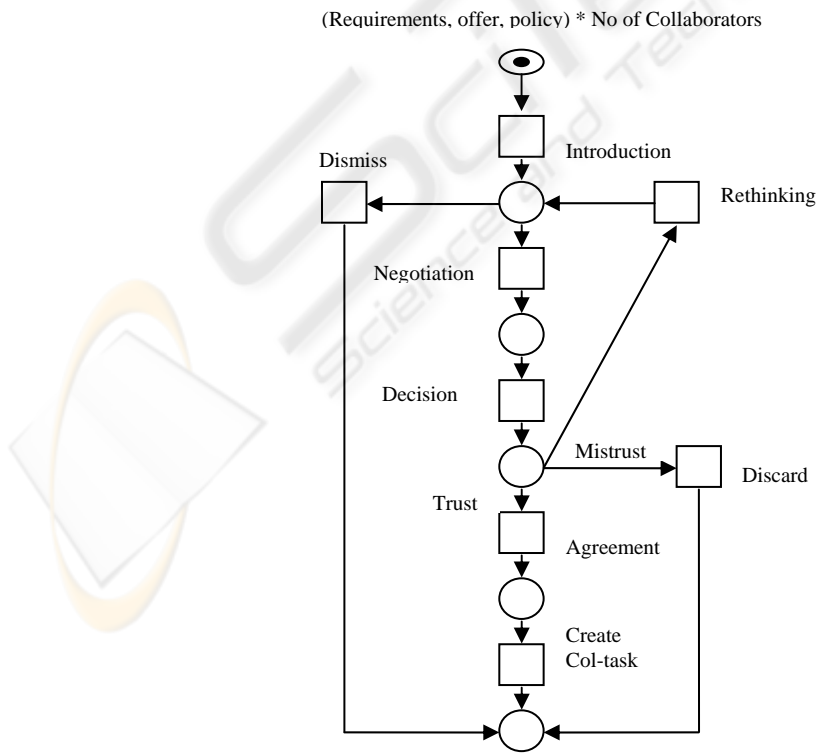 (Requirements, offer, policy) * No of Collaborators
Introduction
Dismiss
Rethinking
Negotiation
Decision
Mistrust
Discard
Trust
Agreement
Create
Col-task